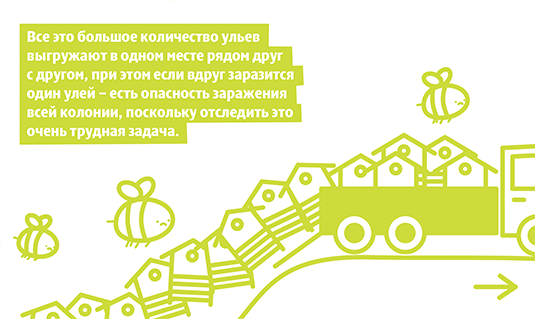 Все это большое количество ульев
выгружают в одном месте рядом друг
с другом, при этом если вдруг заразится
один улей – есть опасность заражения
всей колонии, поскольку отследить это
очень трудная задача.